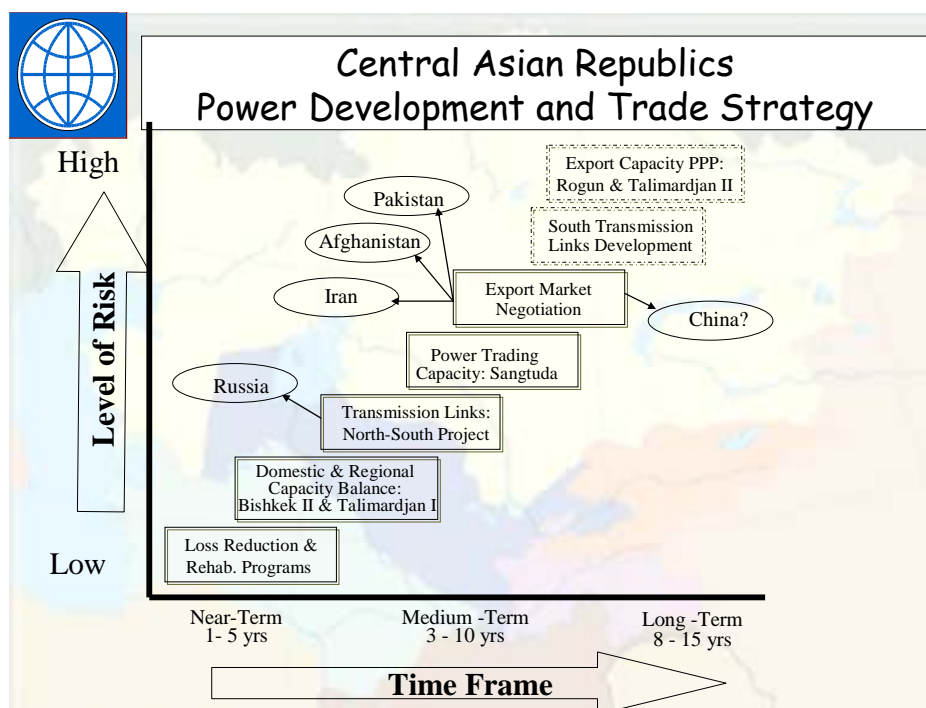 Central Asian Republics
Power Development and Trade Strategy
High
Export Capacity PPP:
Rogun & Talimardjan II
Pakistan
South Transmission
Links Development
Afghanistan
Iran
Export Market
Negotiation
China?
Level of Risk
Power Trading
Capacity: Sangtuda
Russia
Transmission Links:
North-South Project
Domestic & Regional
Capacity Balance:
Bishkek II & Talimardjan I
Loss Reduction &
Rehab. Programs
Low
Near-Term
1- 5 yrs
Medium -Term
3 - 10 yrs
Long -Term
8 - 15 yrs
Time Frame